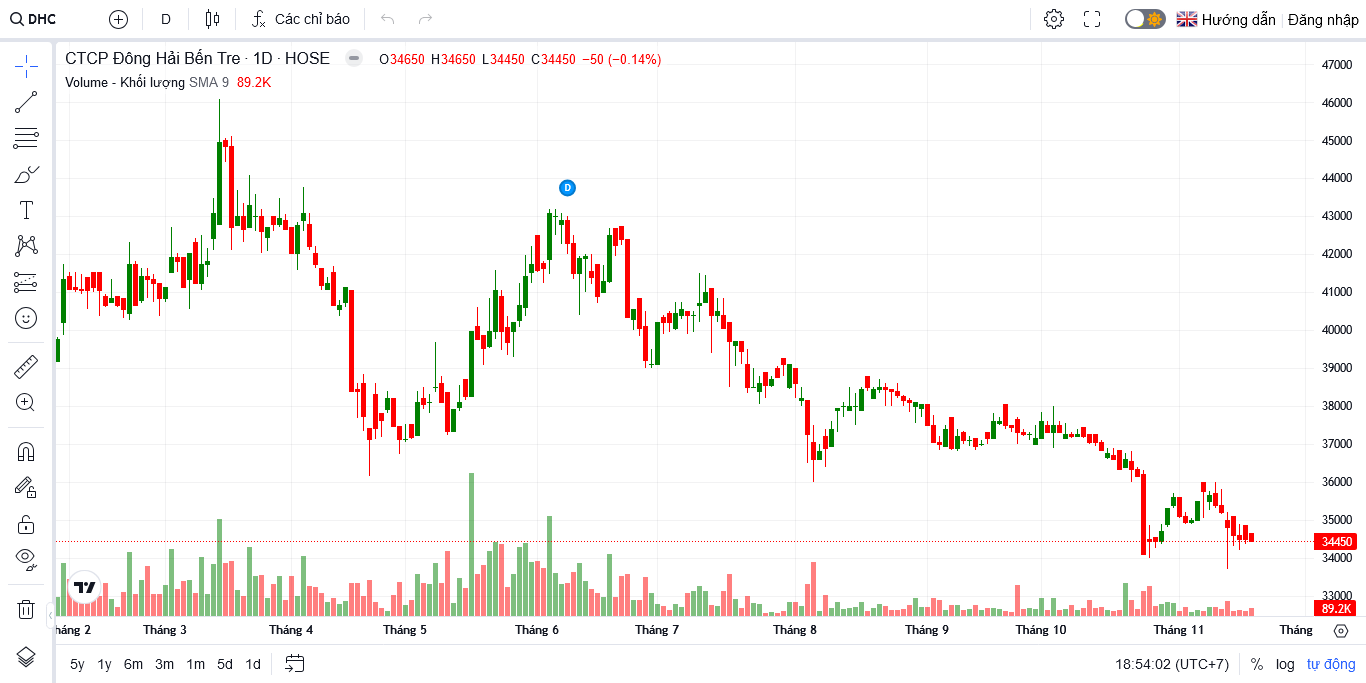 DHC D Các chỉ báo Hướng dẫn Đăng nhập
CTCP Đông Hải Bến Tre · 1D · HOSE O34650 H34650 L34450 C34450 −50 (−0.14%)
Volume - Khối lượng SMA 9 89.2K
D
47000
46000
45000
44000
43000
42000
41000
40000
39000
38000
37000
36000
35000
34450
34000
33000
89.2K
háng 2 Tháng 3 Tháng 4 Tháng 5 Tháng 6 Tháng 7 Tháng 8 Tháng 9 Tháng 10 Tháng 11 Tháng
5y 1y 6m 3m 1m 5d 1d 18:54:02 (UTC+7) % log tự động